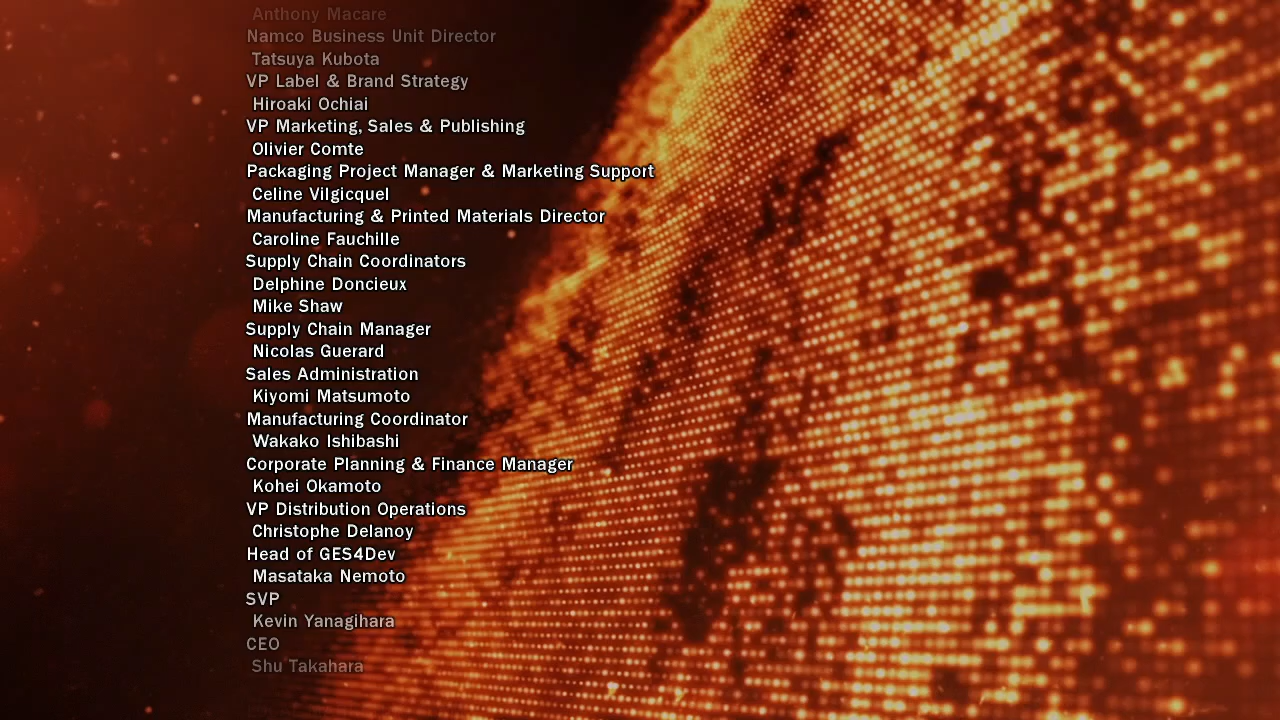 Anthony Macare
Namco Business Unit Director
Tatsuya Kubota
VP Label & Brand Strategy
Hiroaki Ochiai
VP Marketing, Sales & Publishing
Olivier Comte
Packaging Project Manager & Marketing Support
Celine Vilgicquel
Manufacturing & Printed Materials Director
Caroline Fauchille
Supply Chain Coordinators
Delphine Doncieux
Mike Shaw
Supply Chain Manager
Nicolas Guerard
Sales Administration
Kiyomi Matsumoto
Manufacturing Coordinator
Wakako Ishibashi
Corporate Planning & Finance Manager
Kohei Okamoto
VP Distribution Operations
Christophe Delanoy
Head of GES4Dev
Masataka Nemoto
SVP
Kevin Yanagihara
CEO
Shu Takahara